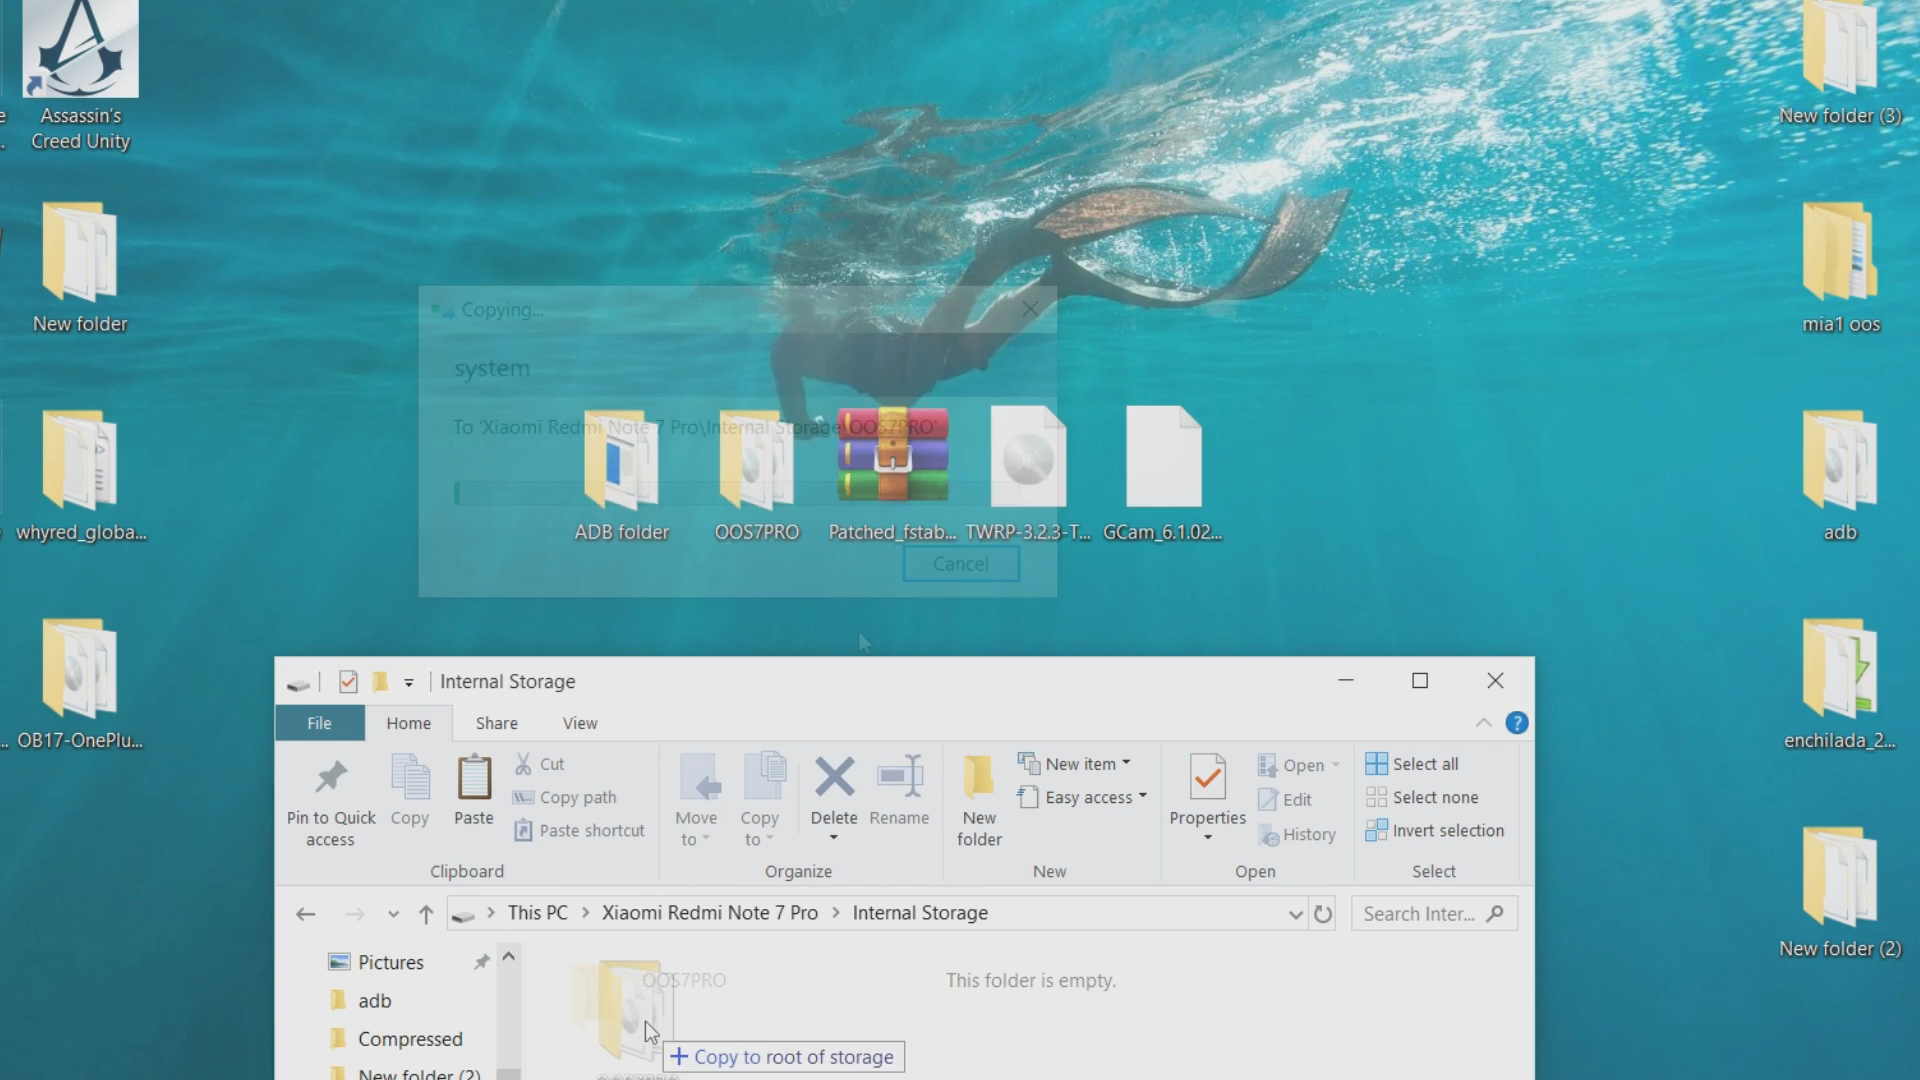 Assassin's
Creed Unity
New folder
whyred_globa...
OB17-OnePlu...
New folder (3)
mia1 oos
adb
enchilada_2...
New folder (2)
Copying...
system
To 'Xiaomi Redmi Note 7 Pro\Internal Storage\OOS7PRO'
Cancel
ADB folder
OOS7PRO
Patched_fstab...
TWRP-3.2.3-T...
GCam_6.1.02...
Internal Storage
File
Home
Share
View
Pin to Quick
access
Copy
Paste
Cut
Copy path
Paste shortcut
Clipboard
Move
to
Copy
to
Delete
Rename
Organize
New
folder
New item
Easy access
New
Properties
Open
Edit
History
Open
Select all
Select none
Invert selection
Select
This PC > Xiaomi Redmi Note 7 Pro > Internal Storage
Search Inter...
Pictures
adb
Compressed
New folder (2)
OOS7PRO
This folder is empty.
+ Copy to root of storage